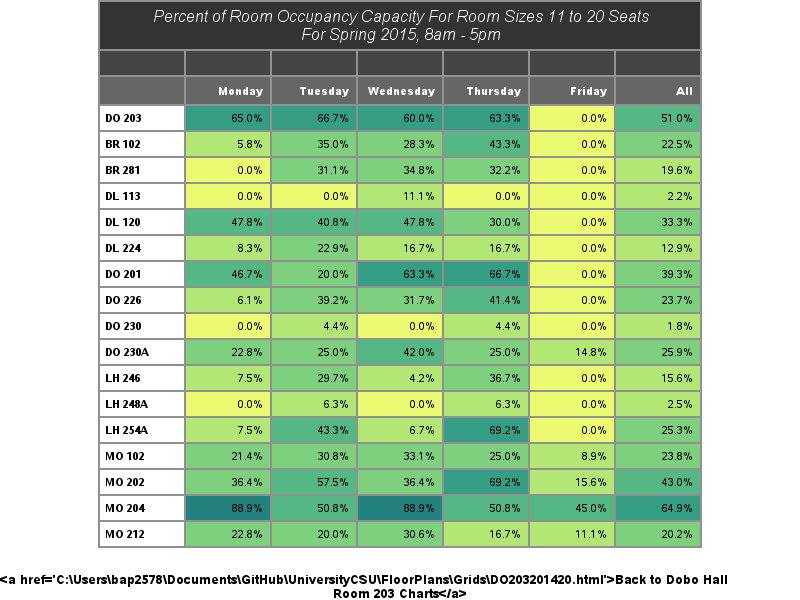 Percent of Room Occupancy Capacity For Room Sizes 11 to 20 Seats
For Spring 2015, 8am - 5pm
Monday Tuesday Wednesday Thursday Friday All
DO 203 65.0% 66.7% 60.0% 63.3% 0.0% 51.0%
BR 102 5.8% 35.0% 28.3% 43.3% 0.0% 22.5%
BR 281 0.0% 31.1% 34.8% 32.2% 0.0% 19.6%
DL 113 0.0% 0.0% 11.1% 0.0% 0.0% 2.2%
DL 120 47.8% 40.8% 47.8% 30.0% 0.0% 33.3%
DL 224 8.3% 22.9% 16.7% 16.7% 0.0% 12.9%
DO 201 46.7% 20.0% 63.3% 66.7% 0.0% 39.3%
DO 226 6.1% 39.2% 31.7% 41.4% 0.0% 23.7%
DO 230 0.0% 4.4% 0.0% 4.4% 0.0% 1.8%
DO 230A 22.8% 25.0% 42.0% 25.0% 14.8% 25.9%
LH 246 7.5% 29.7% 4.2% 36.7% 0.0% 15.6%
LH 248A 0.0% 6.3% 0.0% 6.3% 0.0% 2.5%
LH 254A 7.5% 43.3% 6.7% 69.2% 0.0% 25.3%
MO 102 21.4% 30.8% 33.1% 25.0% 8.9% 23.8%
MO 202 36.4% 57.5% 36.4% 69.2% 15.6% 43.0%
MO 204 88.9% 50.8% 88.9% 50.8% 45.0% 64.9%
MO 212 22.8% 20.0% 30.6% 16.7% 11.1% 20.2%
<a href='C:\Users\bap2578\Documents\GitHub\UniversityCSU\FloorPlans\Grids\DO203201420.html'>Back to Dobo Hall
Room 203 Charts</a>